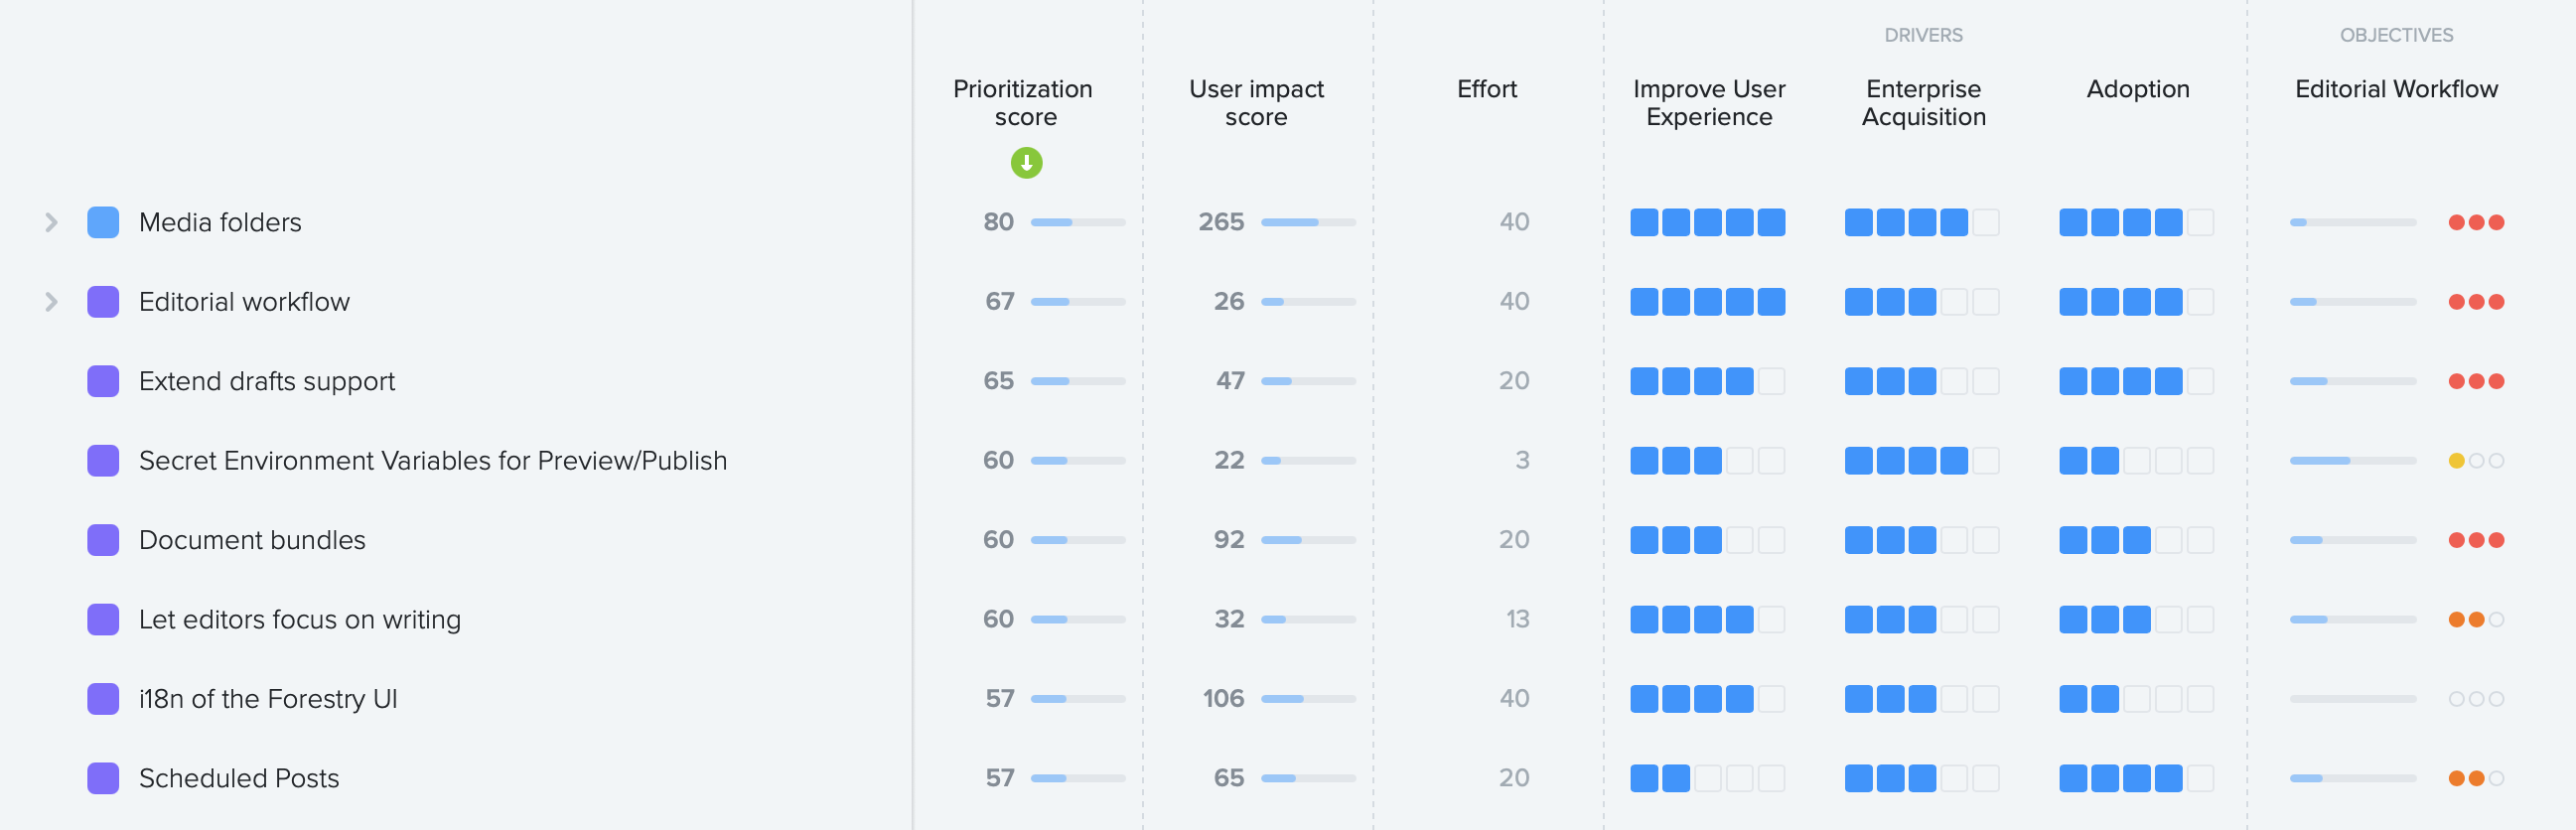 DRIVERS OBJECTIVES
Prioritization score User impact score Effort Improve User Experience Enterprise Acquisition Adoption Editorial Workflow
Media folders 80 265 40
Editorial workflow 67 26 40
Extend drafts support 65 47 20
Secret Environment Variables for Preview/Publish 60 22 3
Document bundles 60 92 20
Let editors focus on writing 60 32 13
i18n of the Forestry UI 57 106 40
Scheduled Posts 57 65 20